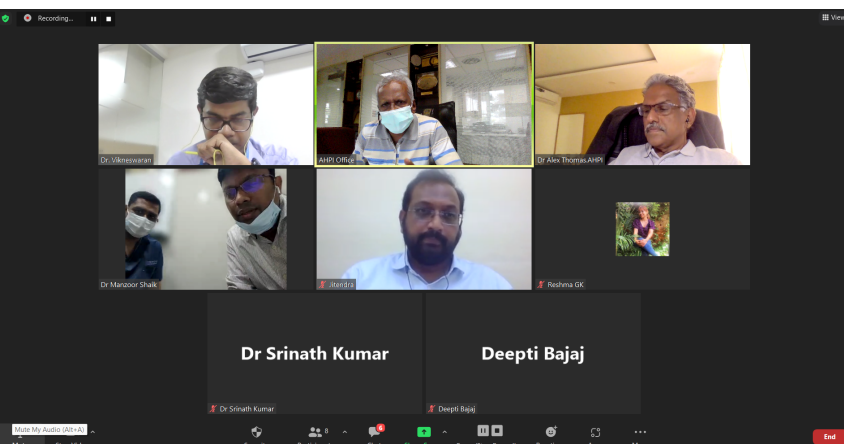 Recording...
View
Dr. Vikneswaran
AHPI Office
Dr Alex Thomas AHPI
Dr Manzoor Shaik
Jitendra
Reshma GK
Dr Srinath Kumar
Deepti Bajaj
Dr Srinath Kumar
Deepti Bajaj
Mute My Audio (Alt+A)
8
6
End